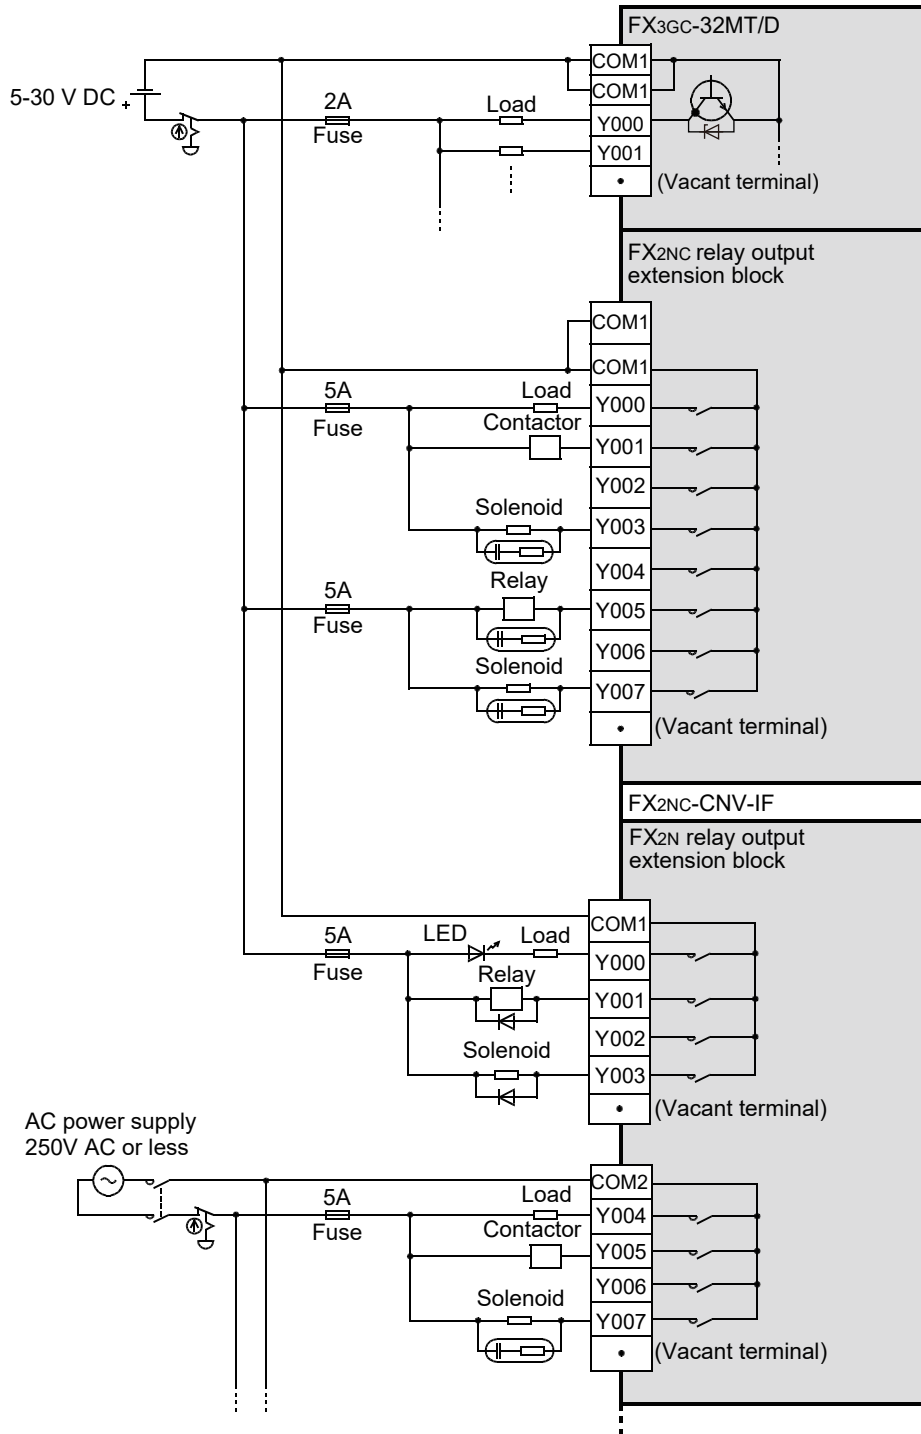 FX3GC-32MT/D
COM1
5-30 V DC
+
COM1
2A
Load
Fuse
Y000
Y001
(Vacant terminal)
FX2NC relay output
extension block
COM1
COM1
5A
Load
Y000
Fuse
Contactor
Y001
Y002
Solenoid
Y003
Y004
Relay
5A
Y005
Fuse
Y006
Solenoid
Y007
(Vacant terminal)
FX2NC-CNV-IF
FX2N relay output
extension block
COM1
5A
LED
Load
Y000
Fuse
Relay
Y001
Y002
Solenoid
Y003
(Vacant terminal)
AC power supply
250V AC or less
COM2
5A
Load
Y004
Fuse
Contactor
Y005
Y006
Solenoid
Y007
(Vacant terminal)